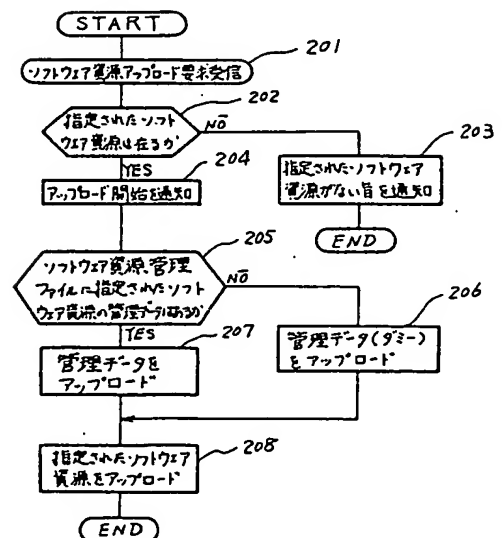 START
201
ソフトウェア資源アップロード要求受信
202
指定されたソフト
ウェア資源は在るか
NO
203
指定されたソフトウェア
資源がない旨を通知
END
YES
204
アップロード開始を通知
205
ソフトウェア資源管理
ファイルに指定されたソフト
ウェア資源の管理データはあるか
NO
206
管理データ(ダミー)
をアップロード
YES
207
管理データを
アップロード
208
指定されたソフトウェア
資源をアップロード
END